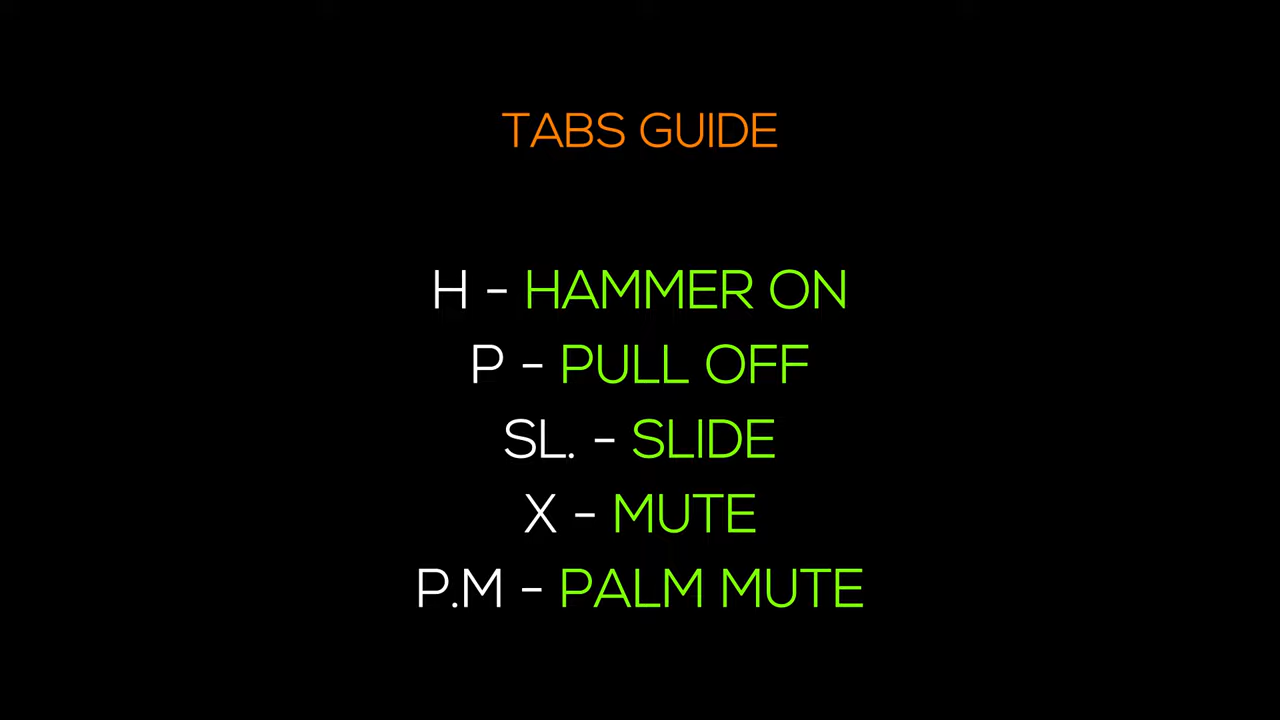 TABS GUIDE
H - HAMMER ON
P - PULL OFF
SL. - SLIDE
X - MUTE
P.M - PALM MUTE